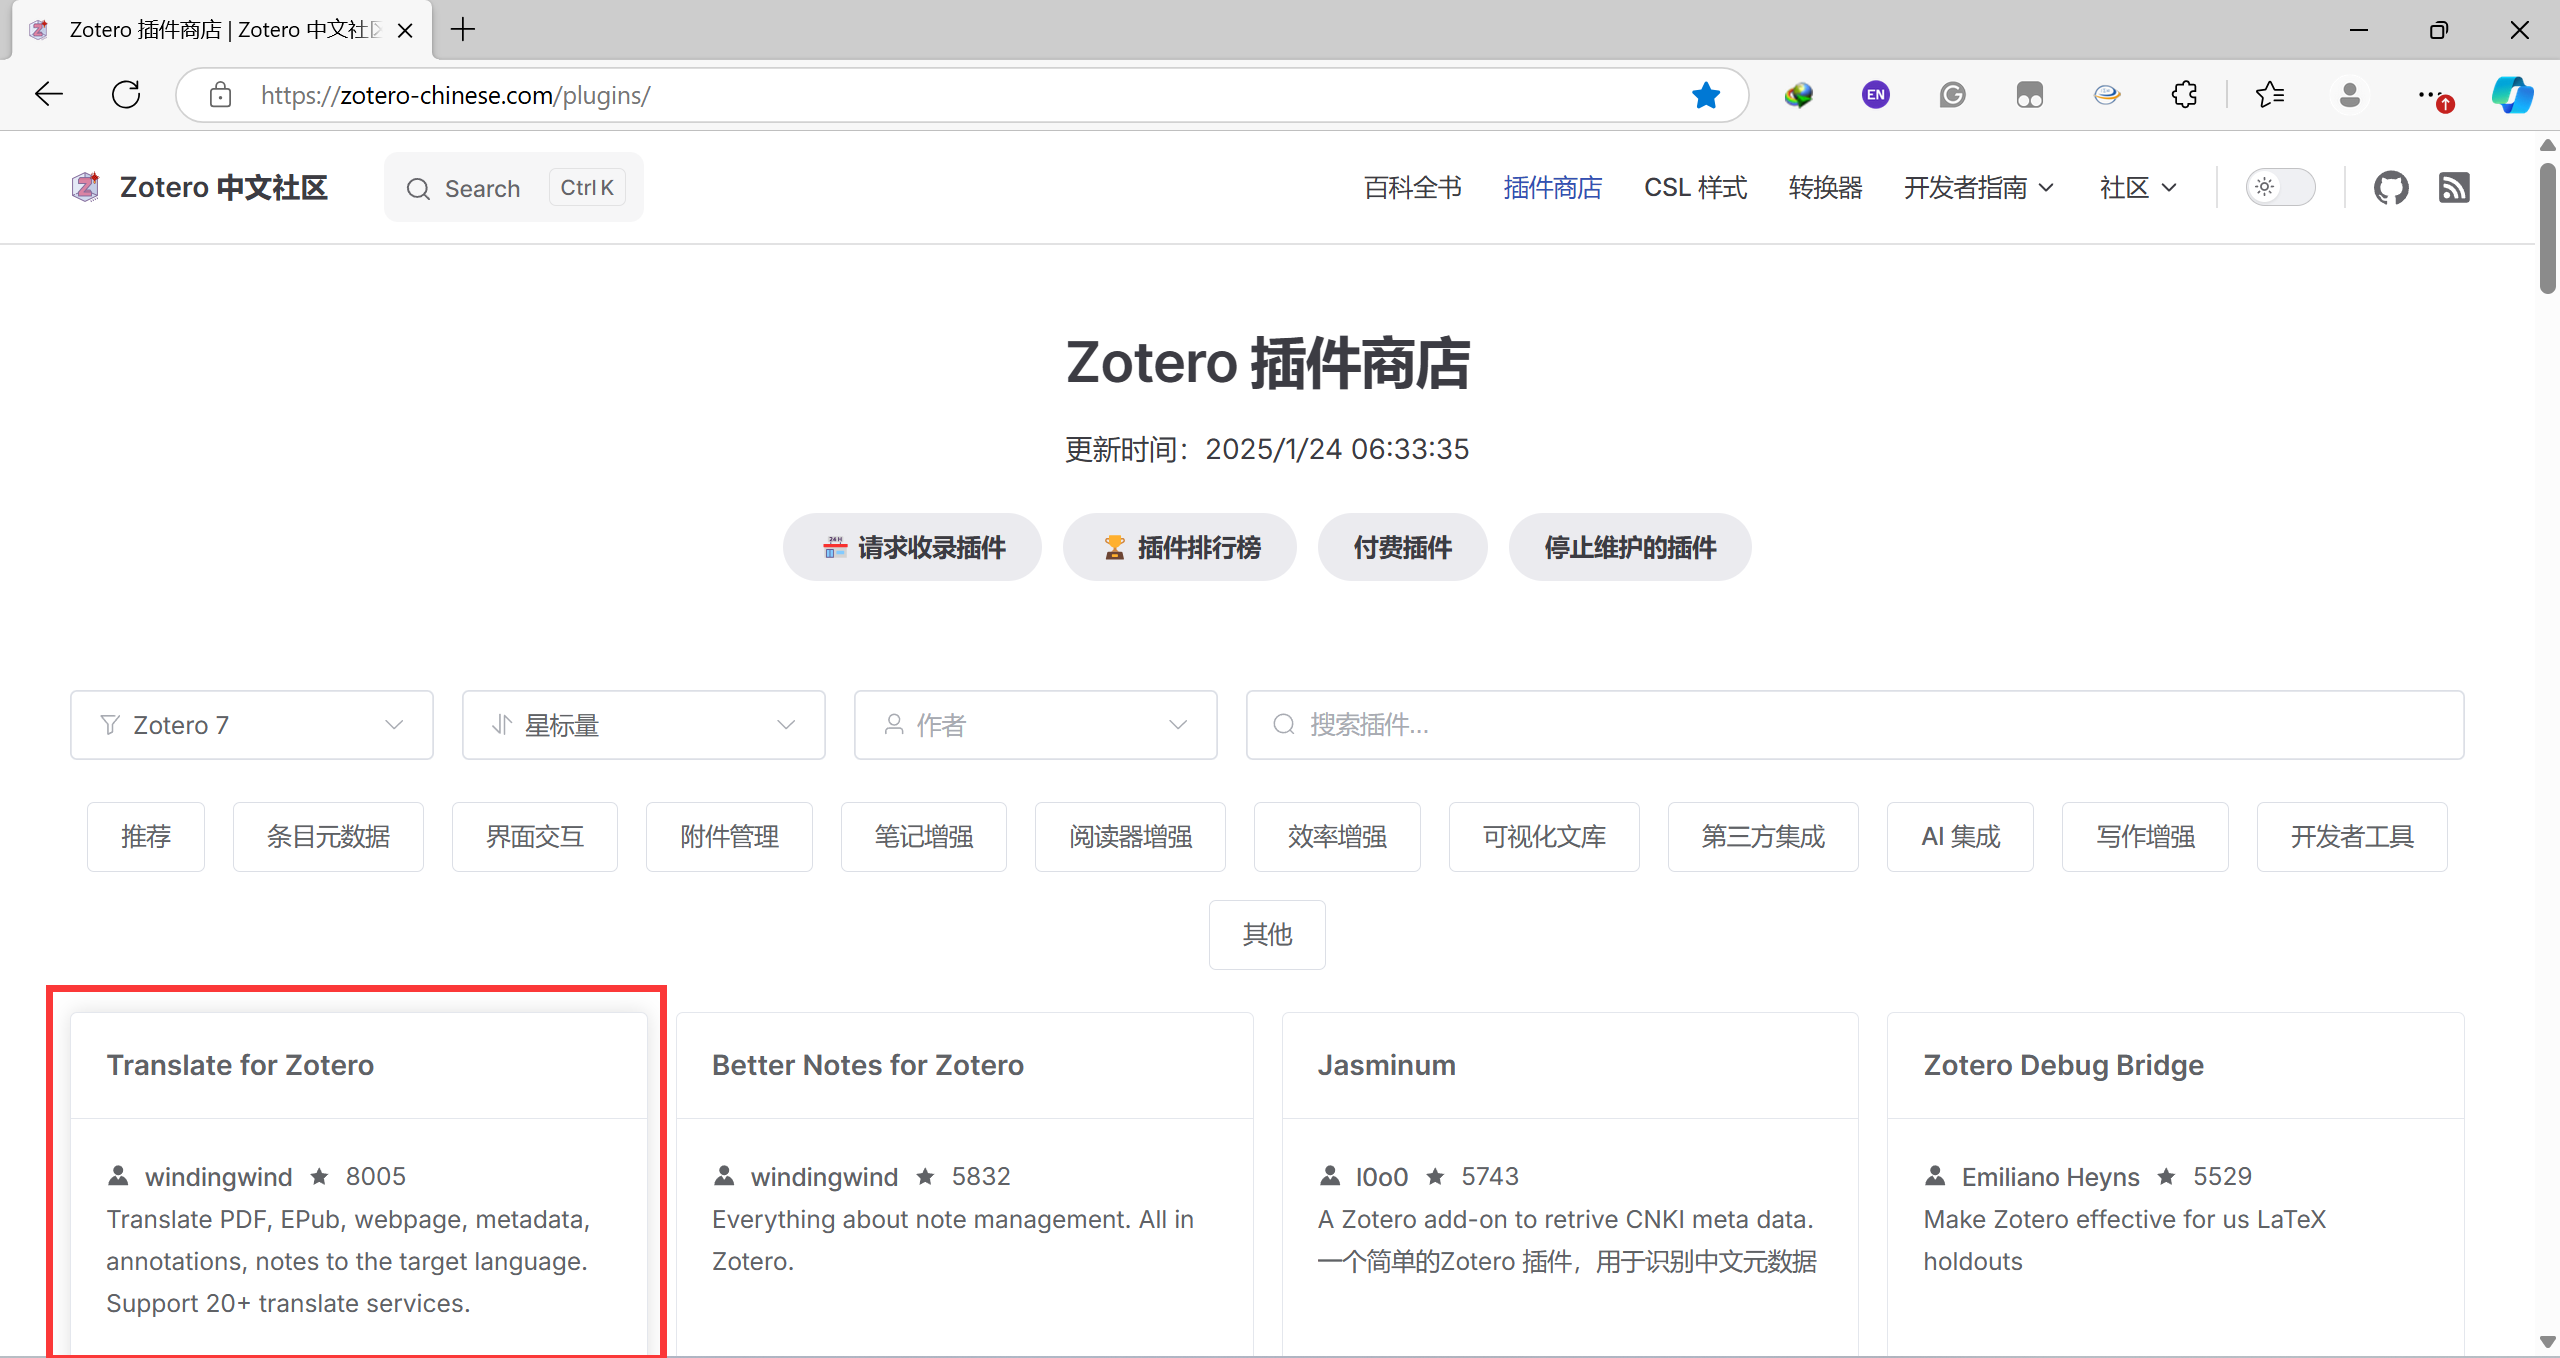 Zotero 插件商店 | Zotero 中文社区
https://zotero-chinese.com/plugins/
EN
Zotero 中文社区
Search
Ctrl K
百科全书
插件商店
CSL 样式
转换器
开发者指南
社区
Zotero 插件商店
更新时间：2025/1/24 06:33:35
请求收录插件
插件排行榜
付费插件
停止维护的插件
Zotero 7
星标量
作者
搜索插件...
推荐
条目元数据
界面交互
附件管理
笔记增强
阅读器增强
效率增强
可视化文库
第三方集成
AI 集成
写作增强
开发者工具
其他
Translate for Zotero
windingwind ★ 8005
Translate PDF, EPub, webpage, metadata,
annotations, notes to the target language.
Support 20+ translate services.
Better Notes for Zotero
windingwind ★ 5832
Everything about note management. All in
Zotero.
Jasminum
l0o0 ★ 5743
A Zotero add-on to retrive CNKI meta data.
一个简单的Zotero 插件，用于识别中文元数据
Zotero Debug Bridge
Emiliano Heyns ★ 5529
Make Zotero effective for us LaTeX
holdouts